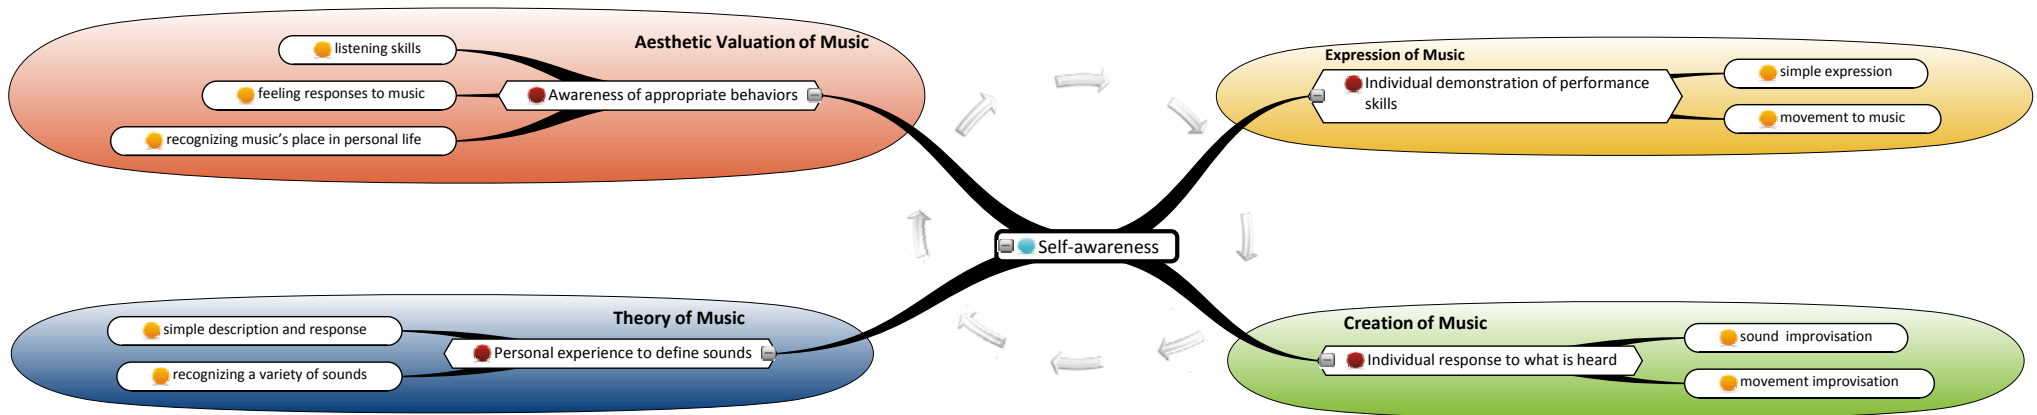 Aesthetic Valuation of Music
listening skills
feeling responses to music
Awareness of appropriate behaviors
recognizing music's place in personal life
Expression of Music
Individual demonstration of performance
skills
simple expression
movement to music
Self-awareness
Theory of Music
simple description and response
Personal experience to define sounds
recognizing a variety of sounds
Creation of Music
Individual response to what is heard
sound improvisation
movement improvisation